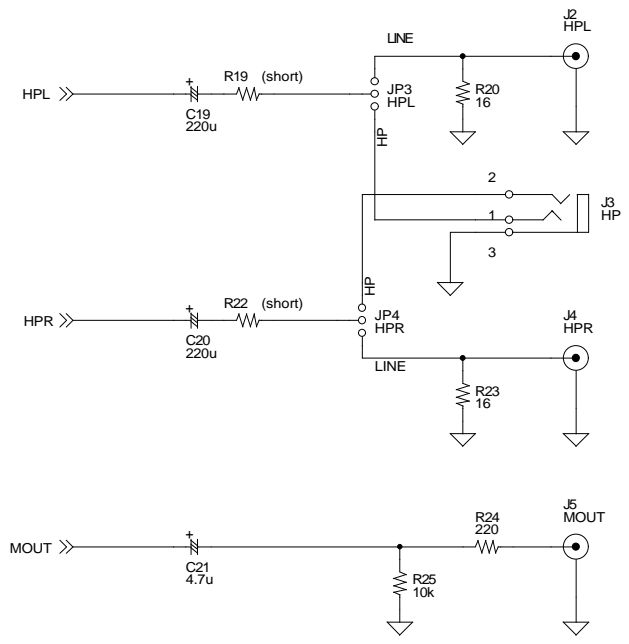 J2
HPL
LINE
R19 (short)
JP3
HPL
R20
16
HPL
+
C19
220u
HP
2
1
3
J3
HP
HP
R22 (short)
JP4
HPR
J4
HPR
HPR
+
C20
220u
LINE
R23
16
J5
MOUT
R24
220
MOUT
+
C21
4.7u
R25
10k